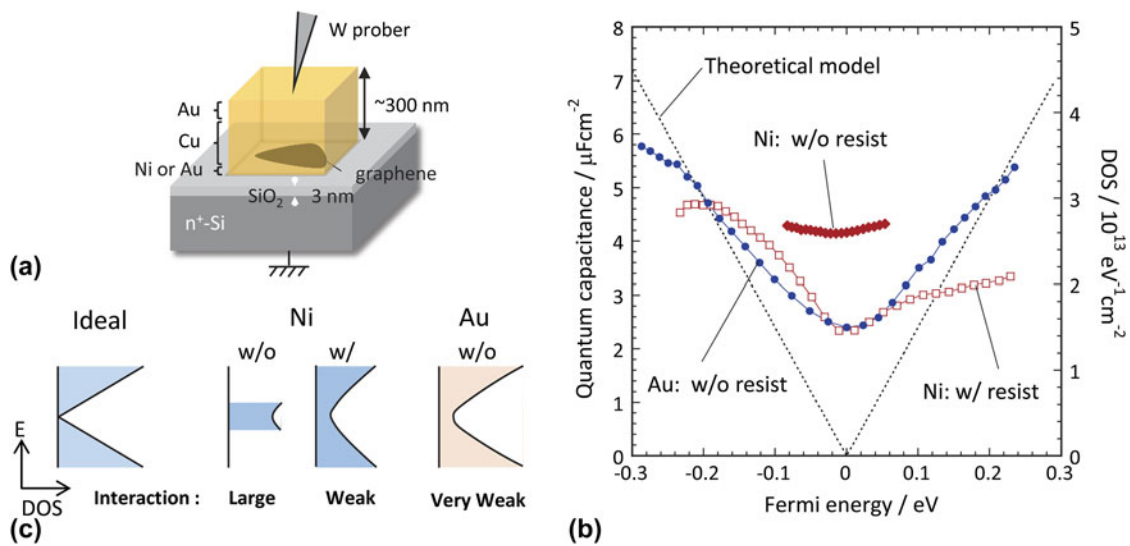 W prober
Au
Cu
Ni or Au
~300 nm
graphene
SiO₂ 3 nm
n⁺-Si
(a)
Ideal
Ni
Au
w/o
w/
w/o
E
DOS
Interaction :
Large
Weak
Very Weak
(c)
Quantum capacitance / μFcm⁻²
8
7
6
5
4
3
2
1
0
Theoretical model
Ni: w/o resist
Au: w/o resist
Ni: w/ resist
-0.3
-0.2
-0.1
0
0.1
0.2
0.3
Fermi energy / eV
5
4
3
2
1
0
DOS / 10¹³ eV⁻¹cm⁻²
(b)